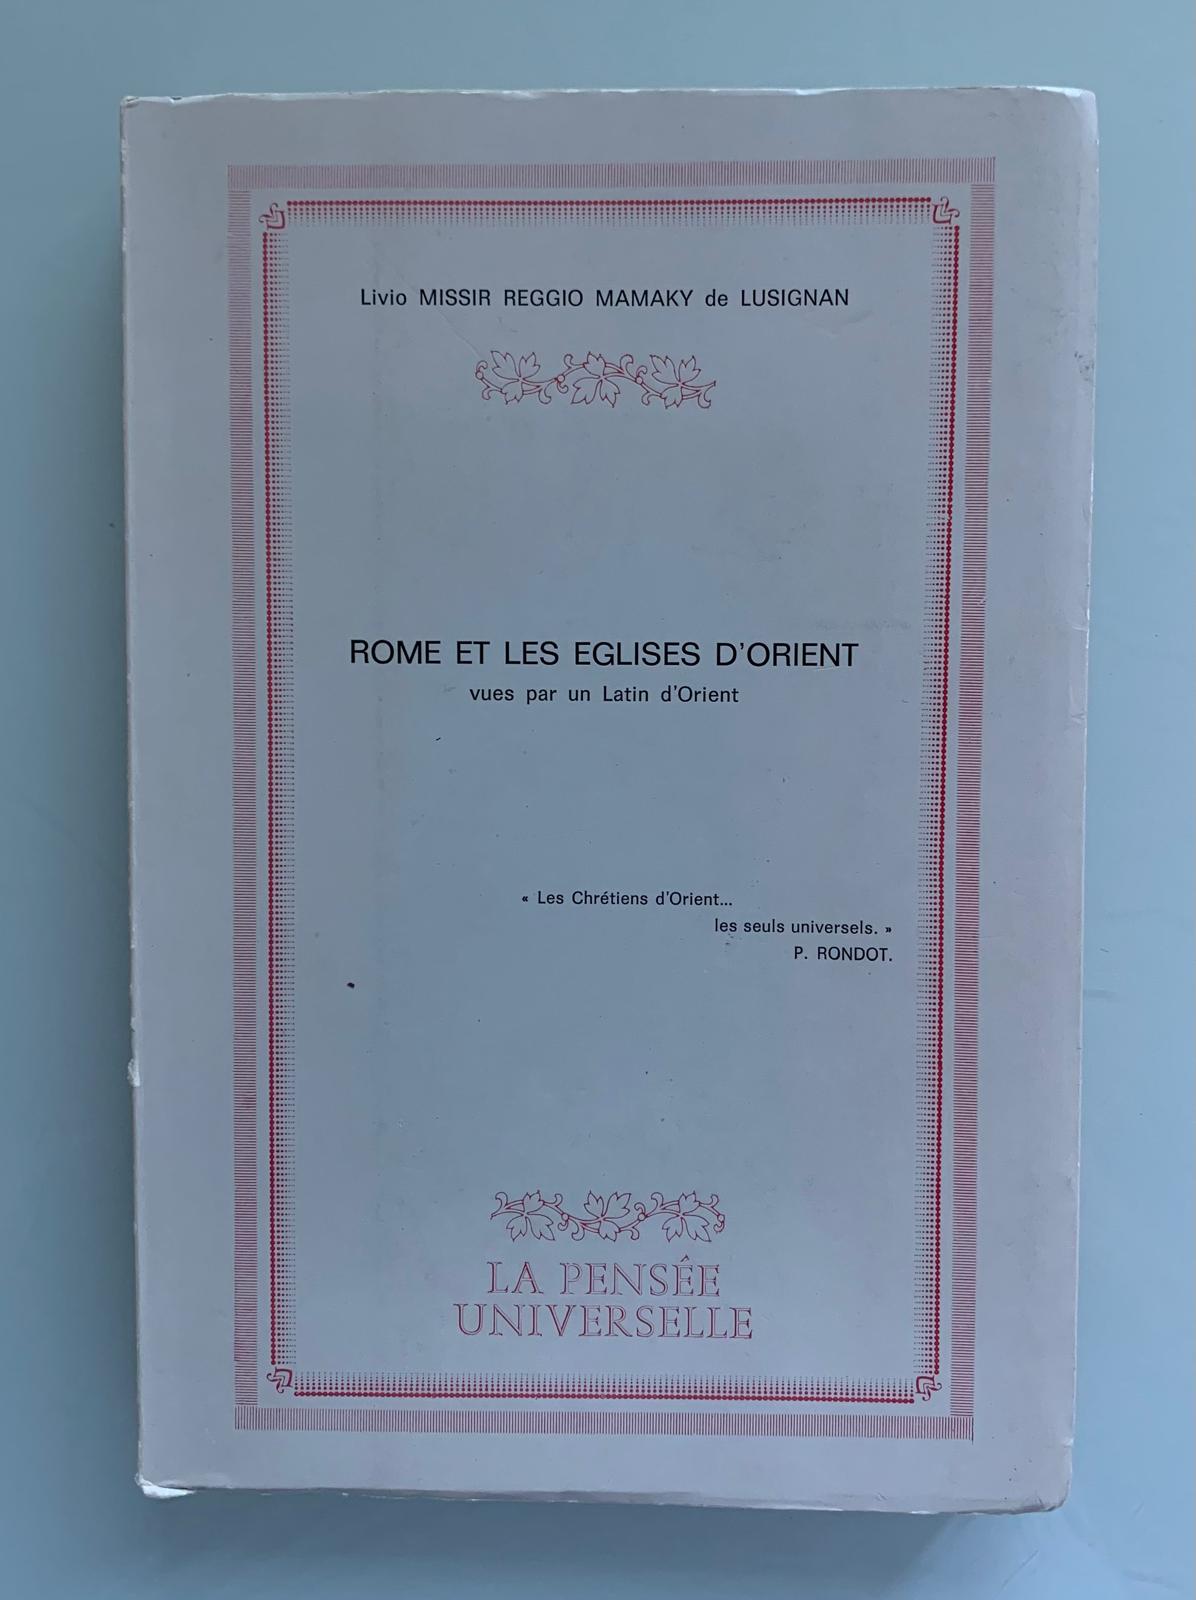 Livio MISSIR REGGIO MAMAKY de LUSIGNAN
ROME ET LES EGLISES D'ORIENT
vues par un Latin d'Orient
« Les Chrétiens d'Orient...
les seuls universels. »
P. RONDOT.
LA PENSÉE
UNIVERSELLE